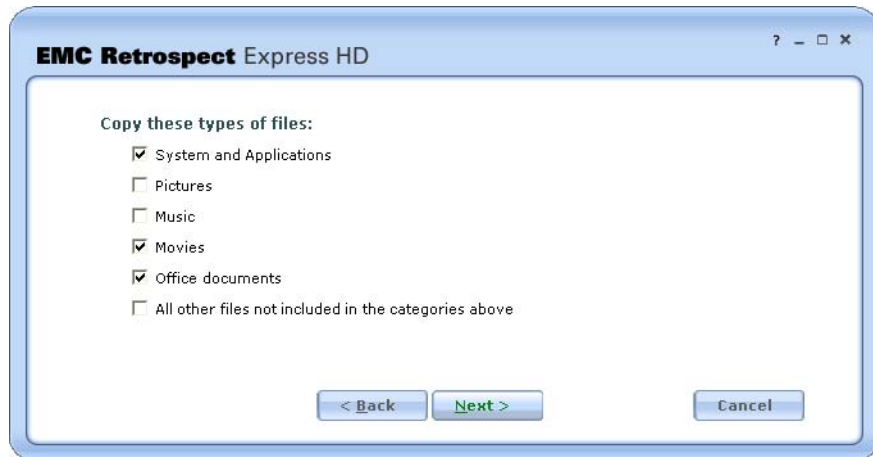 EMC Retrospect Express HD
Copy these types of files:
System and Applications
Pictures
Music
Movies
Office documents
All other files not included in the categories above
< Back
Next >
Cancel